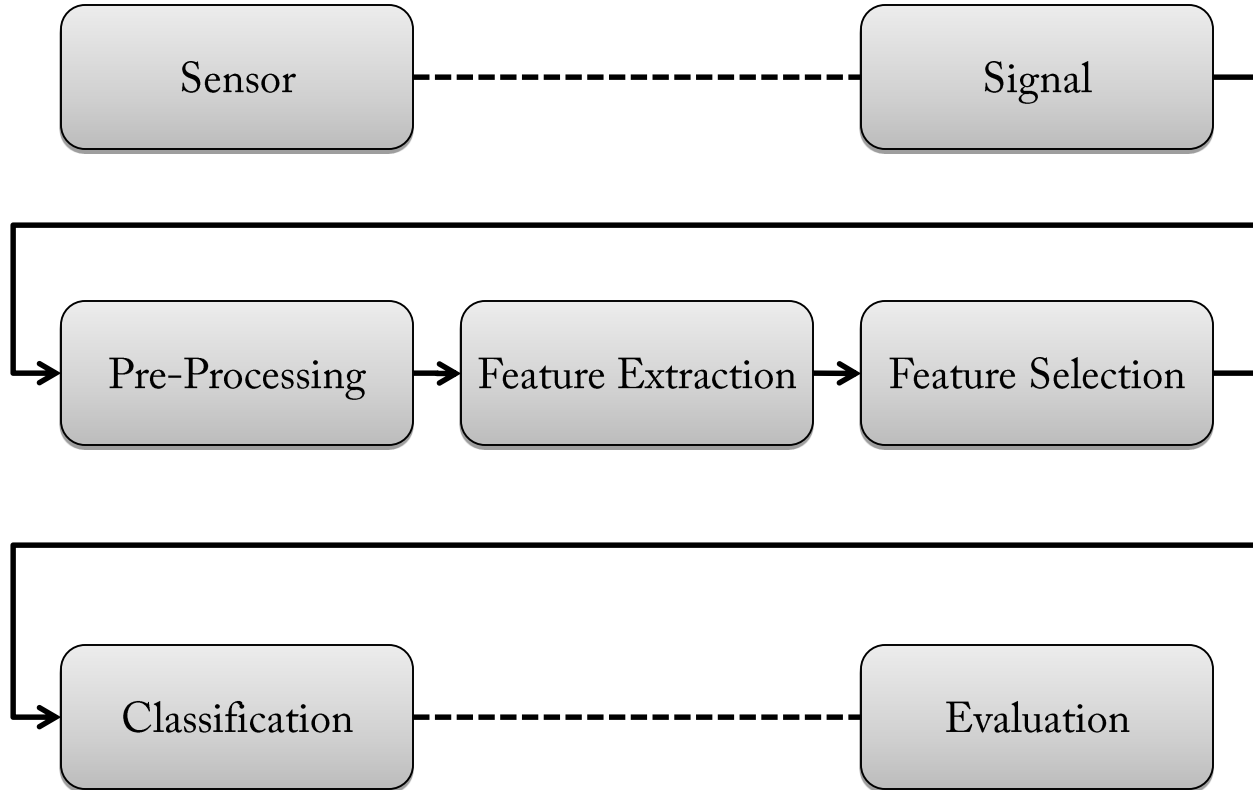 Sensor
Signal
Pre-Processing
Feature Extraction
Feature Selection
Classification
Evaluation